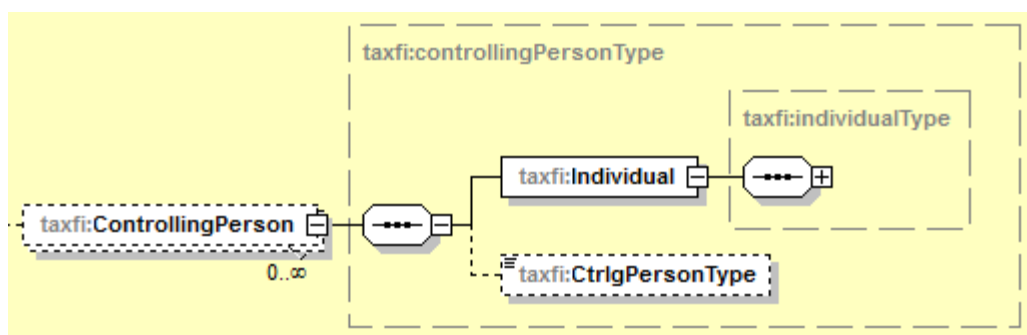 taxfi:controllingPersonType
taxfi:individualType
taxfi:Individual
taxfi:ControllingPerson
0..∞
taxfi:CtrlgPersonType